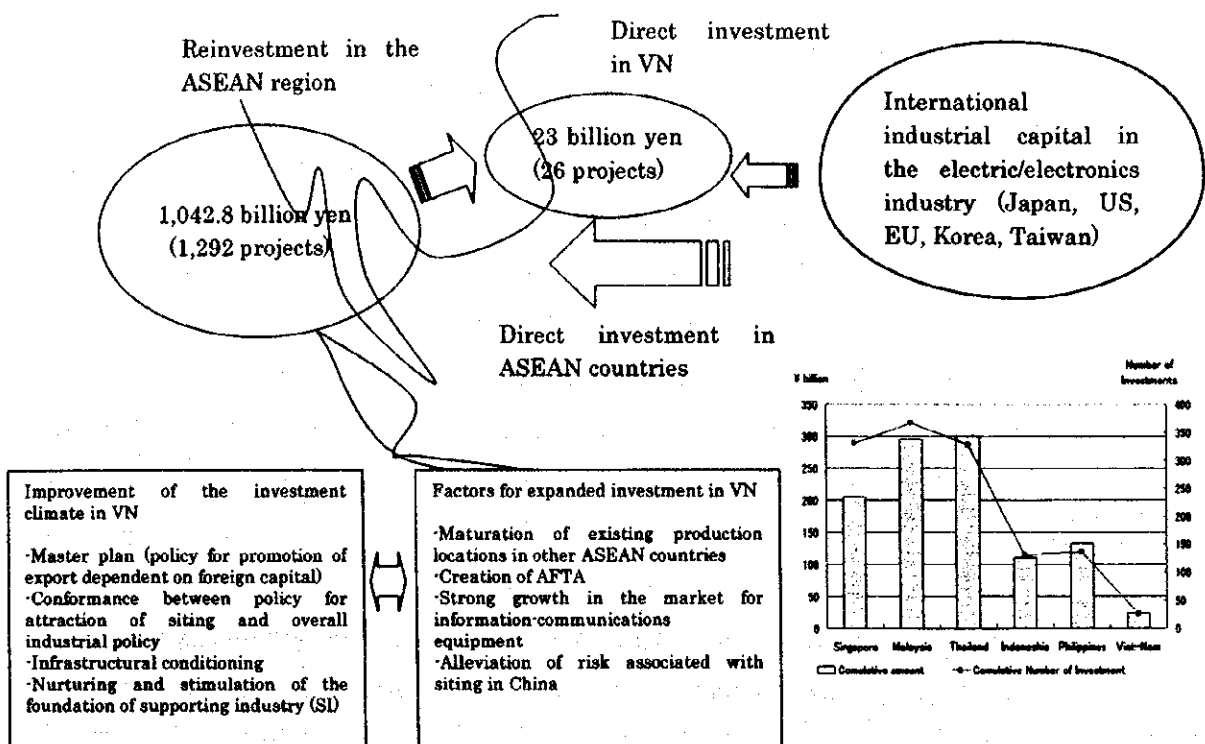 Reinvestment in the
ASEAN region
Direct investment
in VN
23 billion yen
(26 projects)
International
industrial capital in
the electric/electronics
industry (Japan, US,
EU, Korea, Taiwan)
1,042.8 billion yen
(1,292 projects)
Direct investment in
ASEAN countries
Improvement of the investment
climate in VN
·Master plan (policy for promotion of
export dependent on foreign capital)
·Conformance between policy for
attraction of siting and overall
industrial policy
·Infrastructural conditioning
·Nurturing and stimulation of the
foundation of supporting industry (SI)
Factors for expanded investment in VN
·Maturation of existing production
locations in other ASEAN countries
·Creation of AFTA
·Strong growth in the market for
information-communications
equipment
·Alleviation of risk associated with
siting in China
¥ billion
Number of
Investments
350 400
300 350
250 300
200 250
150 200
100 150
50 100
0 50
0
Singapore Malaysia Thailand Indoneshia Philippines Viet-Nam
Cumulative amount Cumulative Number of Investment